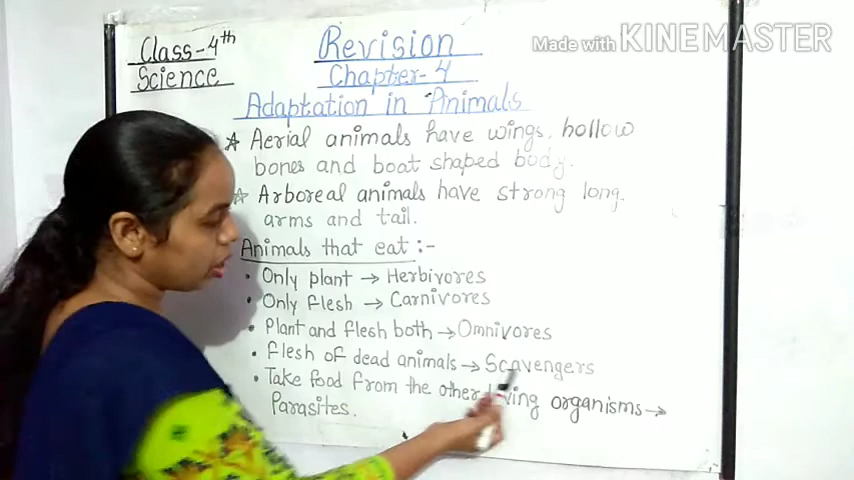 Class-4th
Science
Revision
Chapter-4
Adaptation in Animals
Made with KINEMASTER
☆ Aerial animals have wings, hollow
bones and boat shaped body.
☆ Arboreal animals have strong long
arms and tail.
Animals that eat :-
• Only plant → Herbivores
• Only flesh → Carnivores
• Plant and flesh both → Omnivores
• Flesh of dead animals → Scavengers
• Take food from the other living organisms →
Parasites.